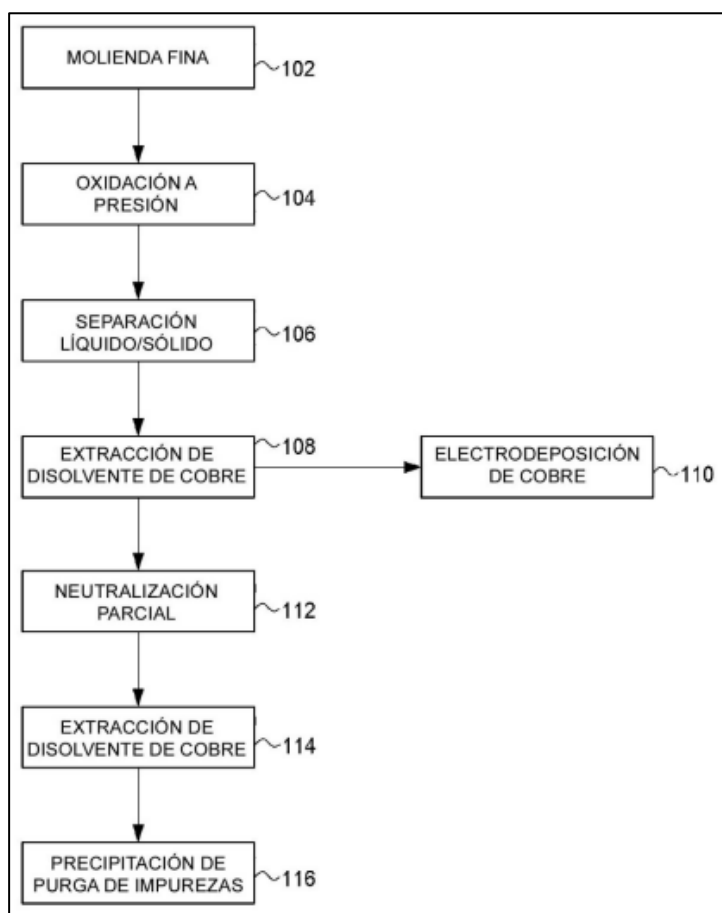 MOLIENDA FINA
102
OXIDACIÓN A
PRESIÓN
104
SEPARACIÓN
LÍQUIDO/SÓLIDO
106
EXTRACCIÓN DE
DISOLVENTE DE COBRE
108
ELECTRODEPOSICIÓN
DE COBRE
110
NEUTRALIZACIÓN
PARCIAL
112
EXTRACCIÓN DE
DISOLVENTE DE COBRE
114
PRECIPITACIÓN DE
PURGA DE IMPUREZAS
116